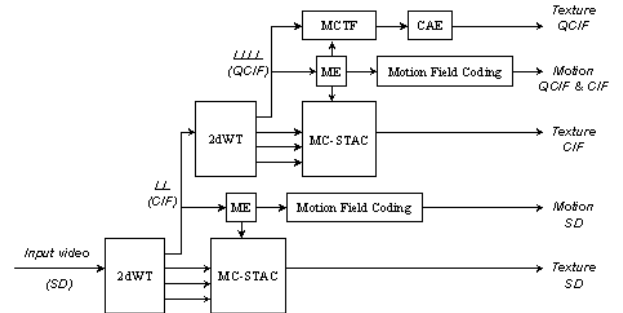 Texture
QCIF
MCTF
CAE
LLLL
(QCIF)
ME
Motion Field Coding
Motion
QCIF & CIF
2dWT
MC-STAC
Texture
CIF
LL
(CIF)
ME
Motion Field Coding
Motion
SD
Input video
(SD)
2dWT
MC-STAC
Texture
SD